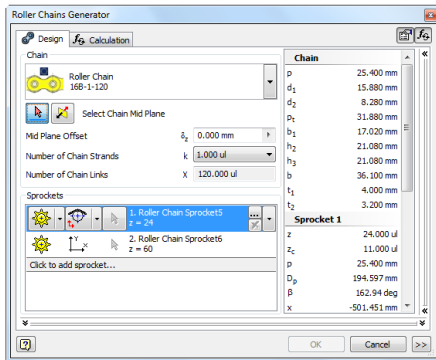 Roller Chains Generator
Design
Calculation
Chain
Roller Chain
16B-1-120
Select Chain Mid Plane
Mid Plane Offset δz 0.000 mm
Number of Chain Strands k 1.000 ul
Number of Chain Links X 120.000 ul
Sprockets
1. Roller Chain Sprocket5
z = 24
...
2. Roller Chain Sprocket6
z = 60
Click to add sprocket...
Chain
p 25.400 mm
d1 15.880 mm
d2 8.280 mm
Pt 31.880 mm
b1 17.020 mm
h2 21.080 mm
h3 21.080 mm
b 36.100 mm
t1 4.000 mm
t2 3.200 mm
Sprocket 1
z 24.000 ul
zc 11.000 ul
p 25.400 mm
Dp 194.597 mm
β 162.94 deg
x -501.451 mm
OK
Cancel
>>